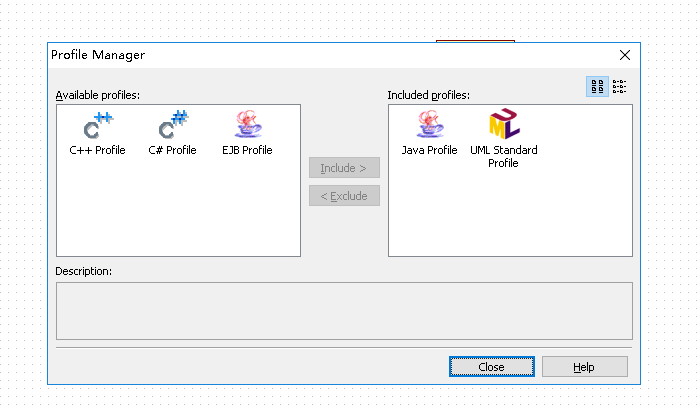 Profile Manager
Available profiles:
Included profiles:
C++ Profile
C# Profile
EJB Profile
Java Profile
UML Standard
Profile
Include >
< Exclude
Description:
Close
Help